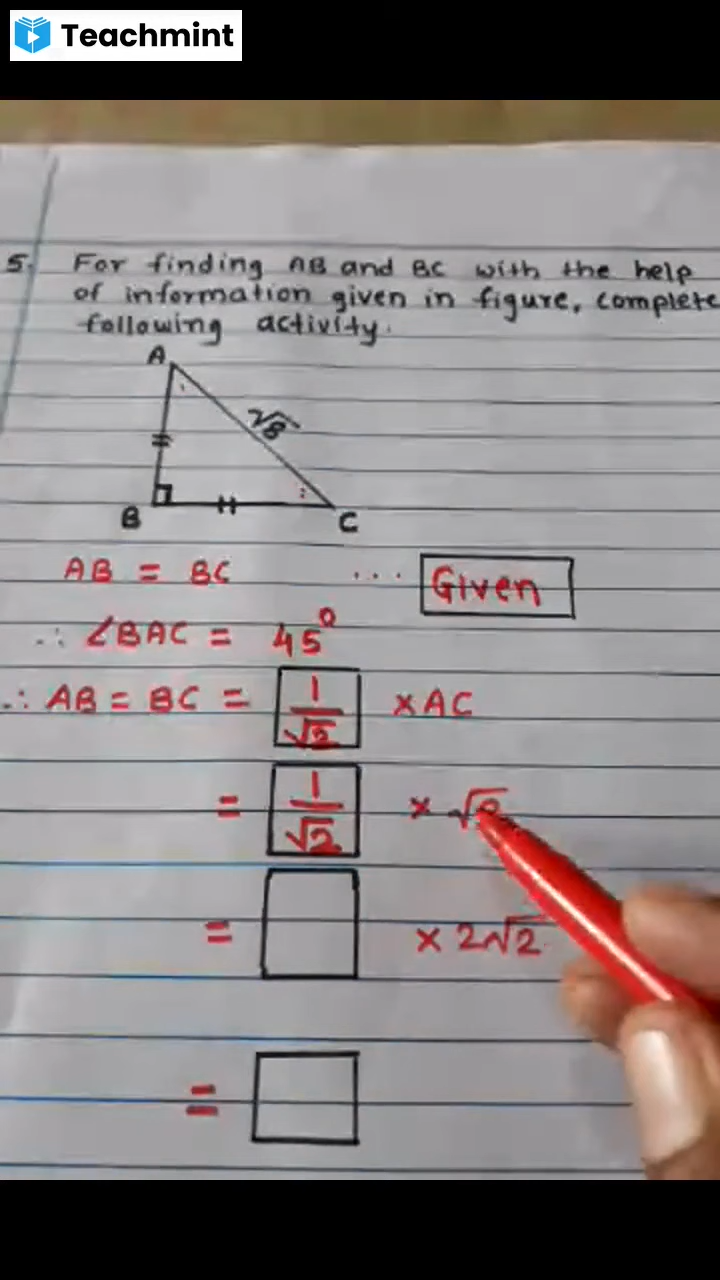 Teachmint
5. For finding AB and BC with the help
of information given in figure, complete
following activity.
A
√8
B
C
AB = BC ... Given
∴ ∠BAC = 45°
∴ AB = BC = 1/√2 × AC
= 1/√2 × √8
= × 2√2
=